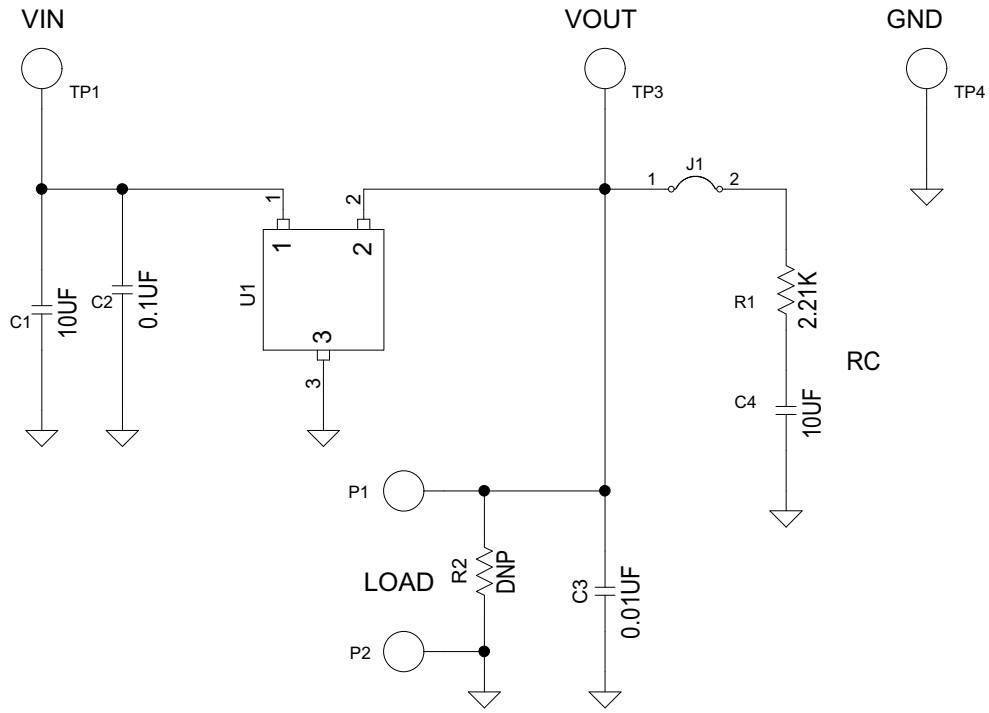 VIN
VOUT
GND
TP1
TP3
TP4
1
2
1
J1
2
1
2
U1
3
3
C1
10UF
C2
0.1UF
R1
2.21K
RC
C4
10UF
P1
LOAD
R2
DNP
C3
0.01UF
P2